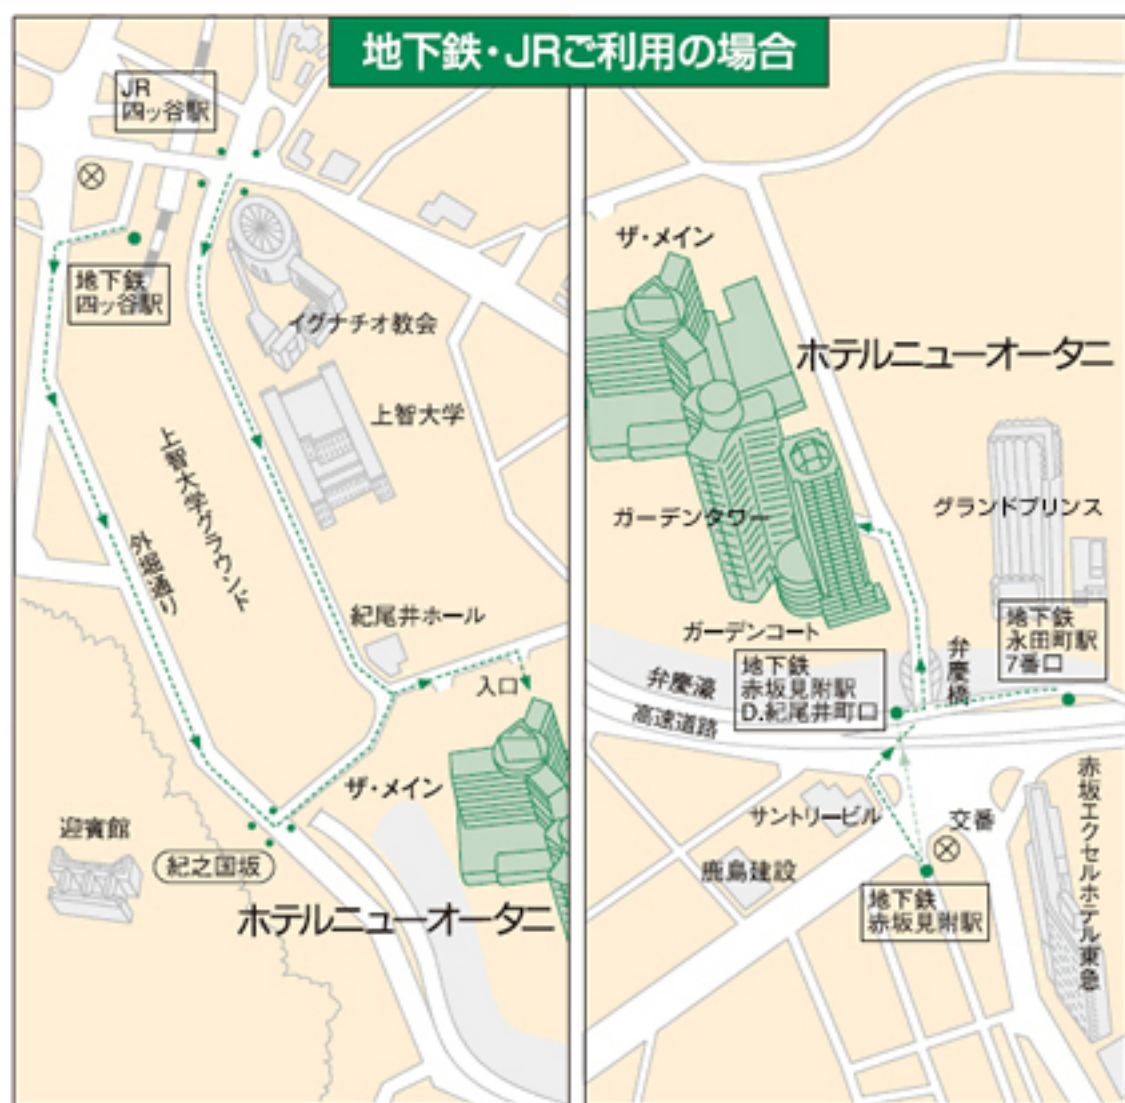 地下鉄・JRご利用の場合
JR
四ッ谷駅
地下鉄
四ッ谷駅
イグナチオ教会
上智大学
上智大学グラウンド
外堀通り
紀尾井ホール
入口
ザ・メイン
迎賓館
紀之国坂
ホテルニューオータニ
ザ・メイン
ホテルニューオータニ
グランドプリンス
ガーデンタワー
ガーデンコート
地下鉄
永田町駅
7番口
弁慶橋
地下鉄
赤坂見附駅
D.紀尾井町口
弁慶濠
高速道路
サントリービル
交番
鹿島建設
地下鉄
赤坂見附駅
赤坂エクセルホテル東急